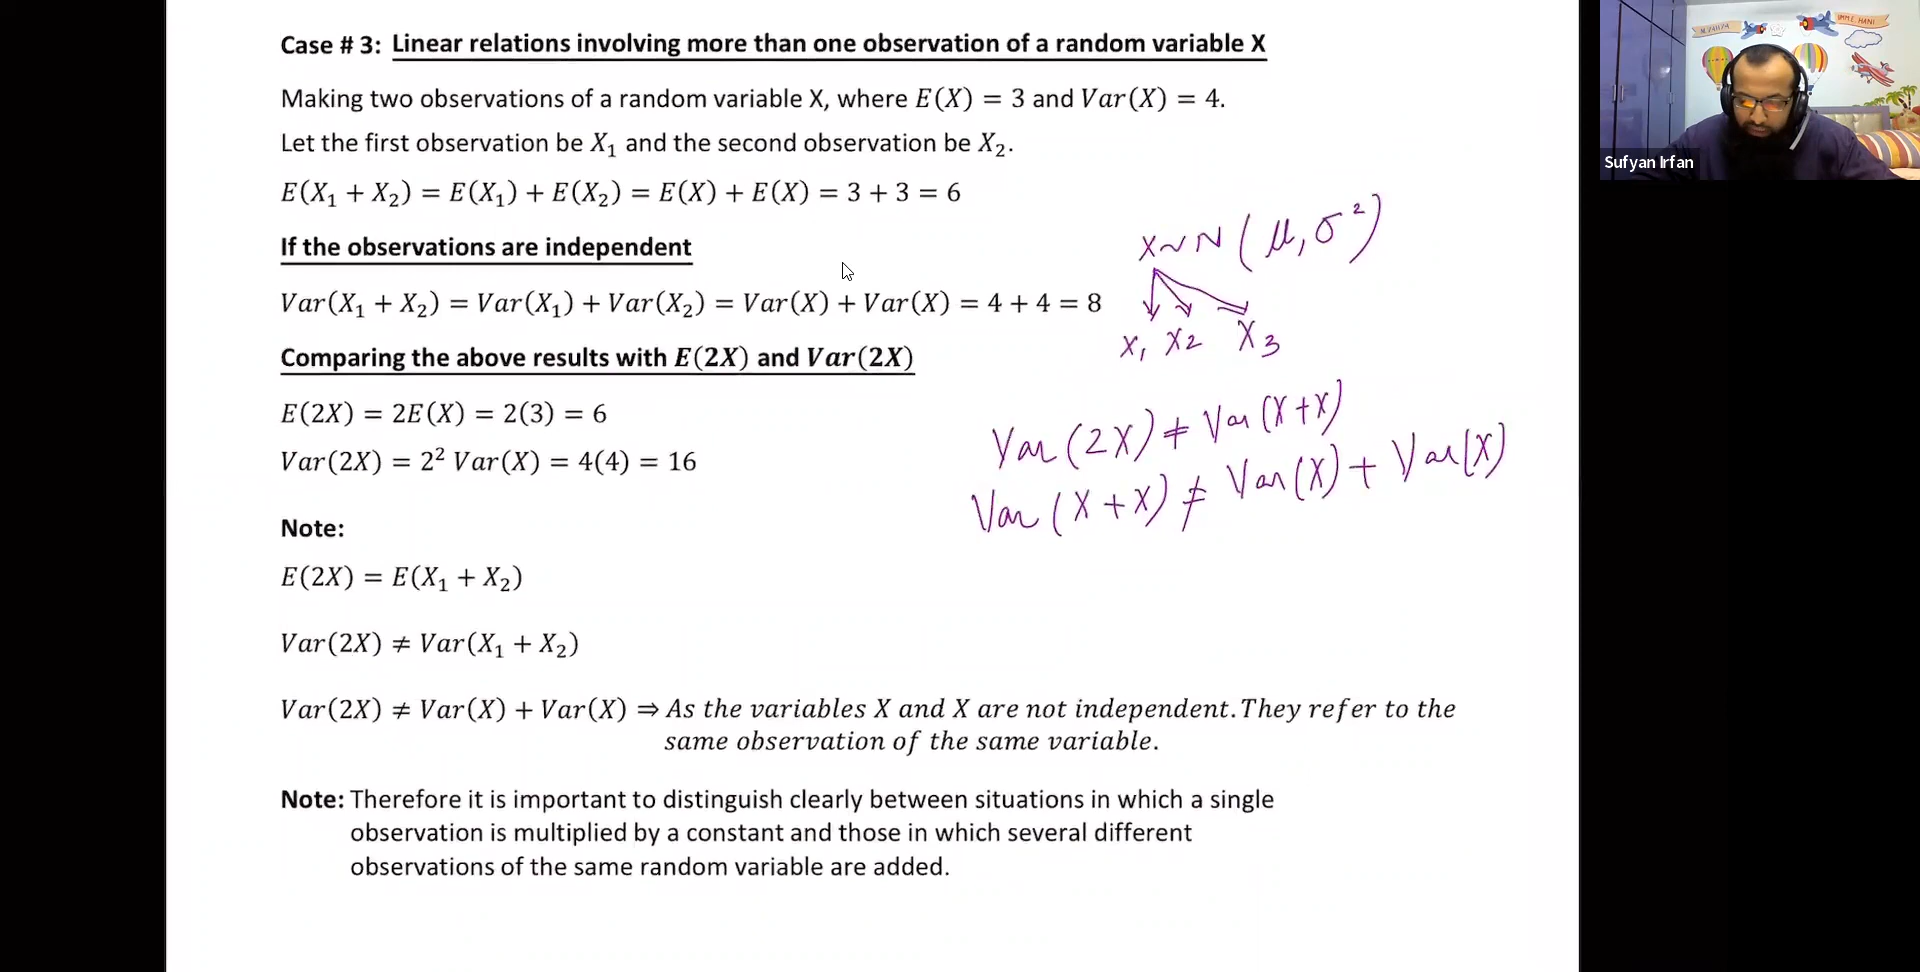 Case # 3: Linear relations involving more than one observation of a random variable X
Making two observations of a random variable X, where E(X) = 3 and Var(X) = 4.
Let the first observation be X₁ and the second observation be X₂.
E(X₁ + X₂) = E(X₁) + E(X₂) = E(X) + E(X) = 3 + 3 = 6
If the observations are independent
Var(X₁ + X₂) = Var(X₁) + Var(X₂) = Var(X) + Var(X) = 4 + 4 = 8
Comparing the above results with E(2X) and Var(2X)
E(2X) = 2E(X) = 2(3) = 6
Var(2X) = 2² Var(X) = 4(4) = 16
Note:
E(2X) = E(X₁ + X₂)
Var(2X) ≠ Var(X₁ + X₂)
Var(2X) ≠ Var(X) + Var(X) ⇒ As the variables X and X are not independent. They refer to the
same observation of the same variable.
Note: Therefore it is important to distinguish clearly between situations in which a single
observation is multiplied by a constant and those in which several different
observations of the same random variable are added.
X~N(μ, σ²)
X₁ X₂ X₃
Var(2X) ≠ Var(X+X)
Var(X+X) ≠ Var(X) + Var(X)
Sufyan Irfan